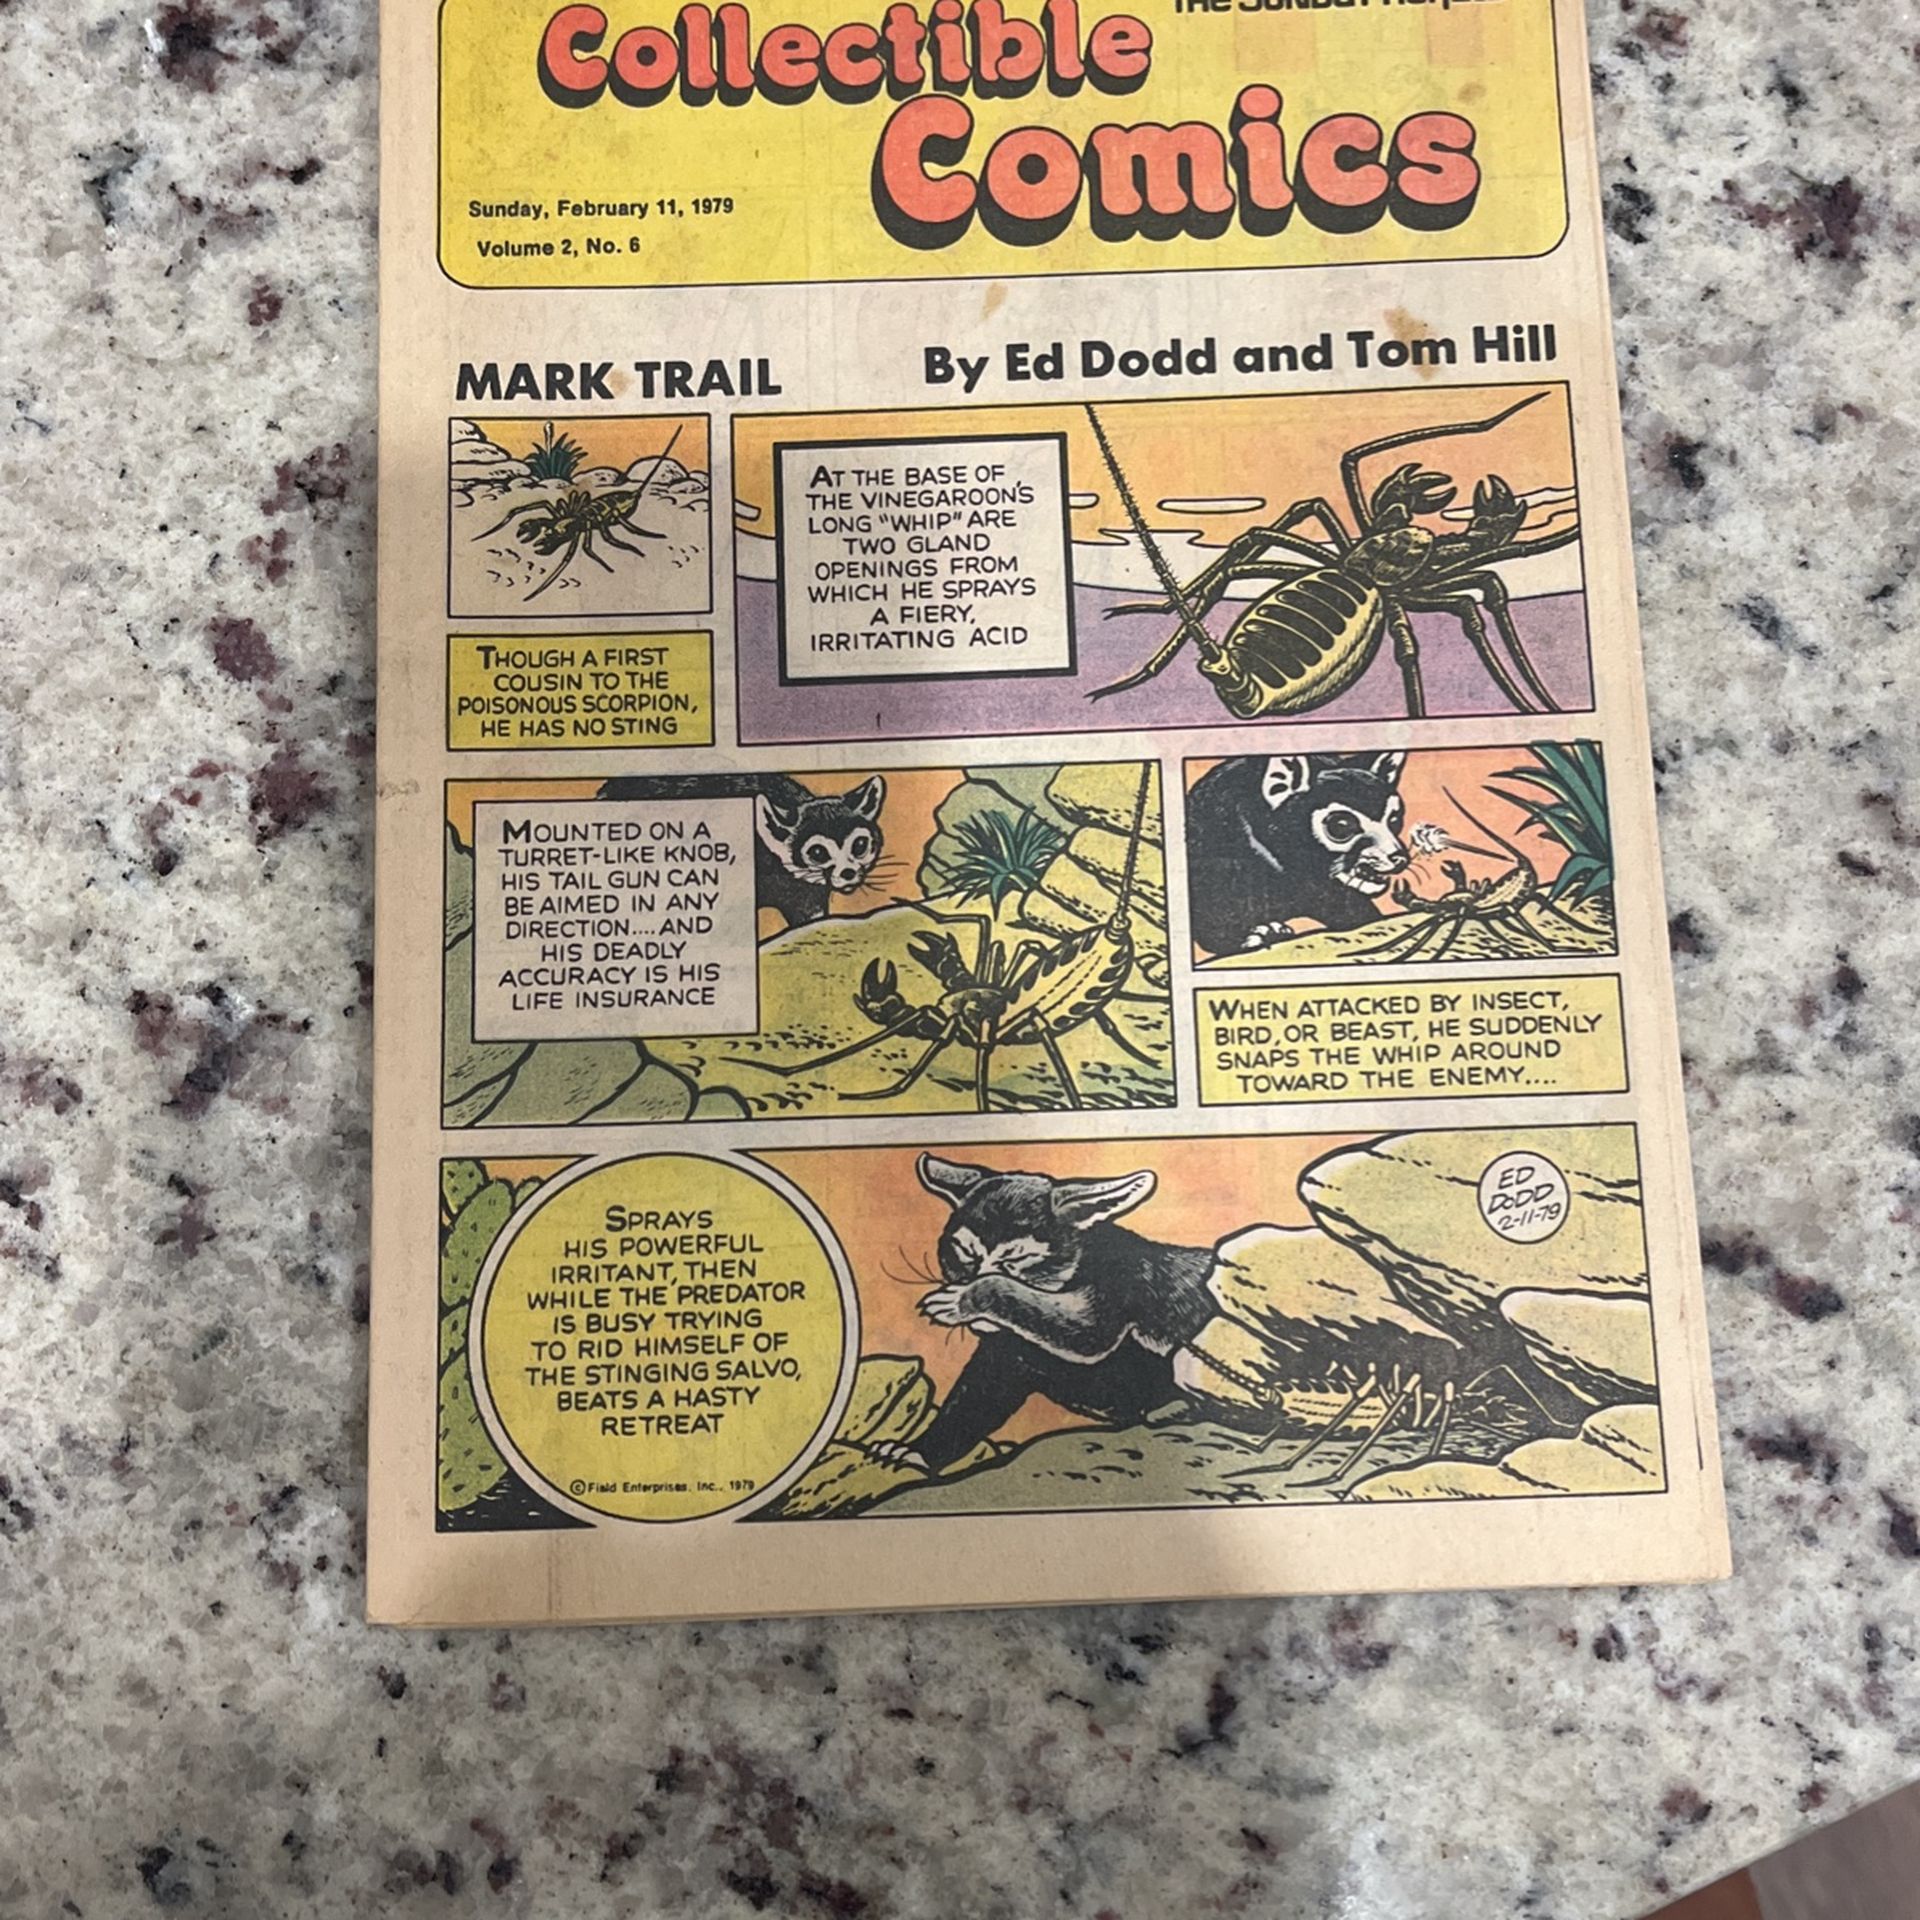 THE SUNDAY
Collectible
Comics
Sunday, February 11, 1979
Volume 2, No. 6
MARK TRAIL
By Ed Dodd and Tom Hill
THOUGH A FIRST
COUSIN TO THE
POISONOUS SCORPION,
HE HAS NO STING
AT THE BASE OF
THE VINEGAROON'S
LONG "WHIP" ARE
TWO GLAND
OPENINGS FROM
WHICH HE SPRAYS
A FIERY,
IRRITATING ACID
MOUNTED ON A
TURRET-LIKE KNOB,
HIS TAIL GUN CAN
BE AIMED IN ANY
DIRECTION.... AND
HIS DEADLY
ACCURACY IS HIS
LIFE INSURANCE
WHEN ATTACKED BY INSECT,
BIRD, OR BEAST, HE SUDDENLY
SNAPS THE WHIP AROUND
TOWARD THE ENEMY....
SPRAYS
HIS POWERFUL
IRRITANT, THEN
WHILE THE PREDATOR
IS BUSY TRYING
TO RID HIMSELF OF
THE STINGING SALVO,
BEATS A HASTY
RETREAT
© Field Enterprises, Inc., 1979
ED
DODD
2-11-79